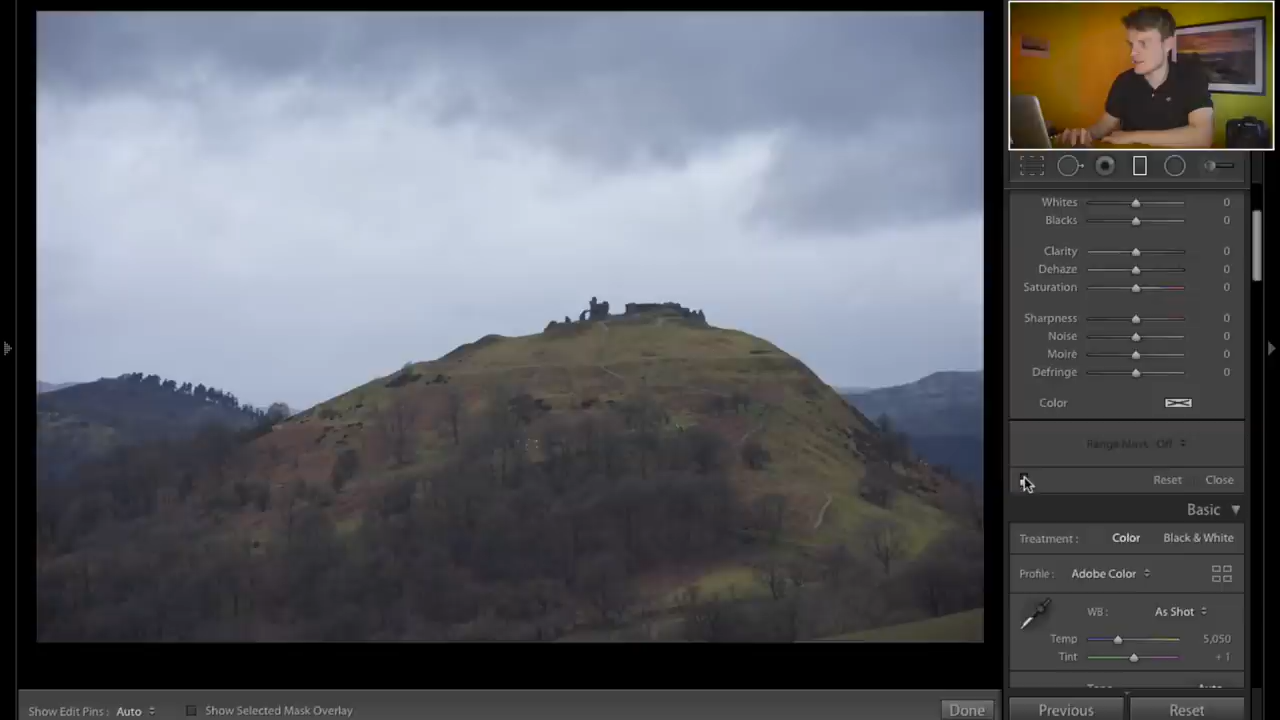 Whites 0
Blacks 0
Clarity 0
Dehaze 0
Saturation 0
Sharpness 0
Noise 0
Moire 0
Defringe 0
Color
Range Mask : Off
Reset Close
Basic
Treatment : Color Black & White
Profile : Adobe Color
WB : As Shot
Temp 5,050
Tint + 1
Show Edit Pins : Auto Show Selected Mask Overlay Done
Previous Reset